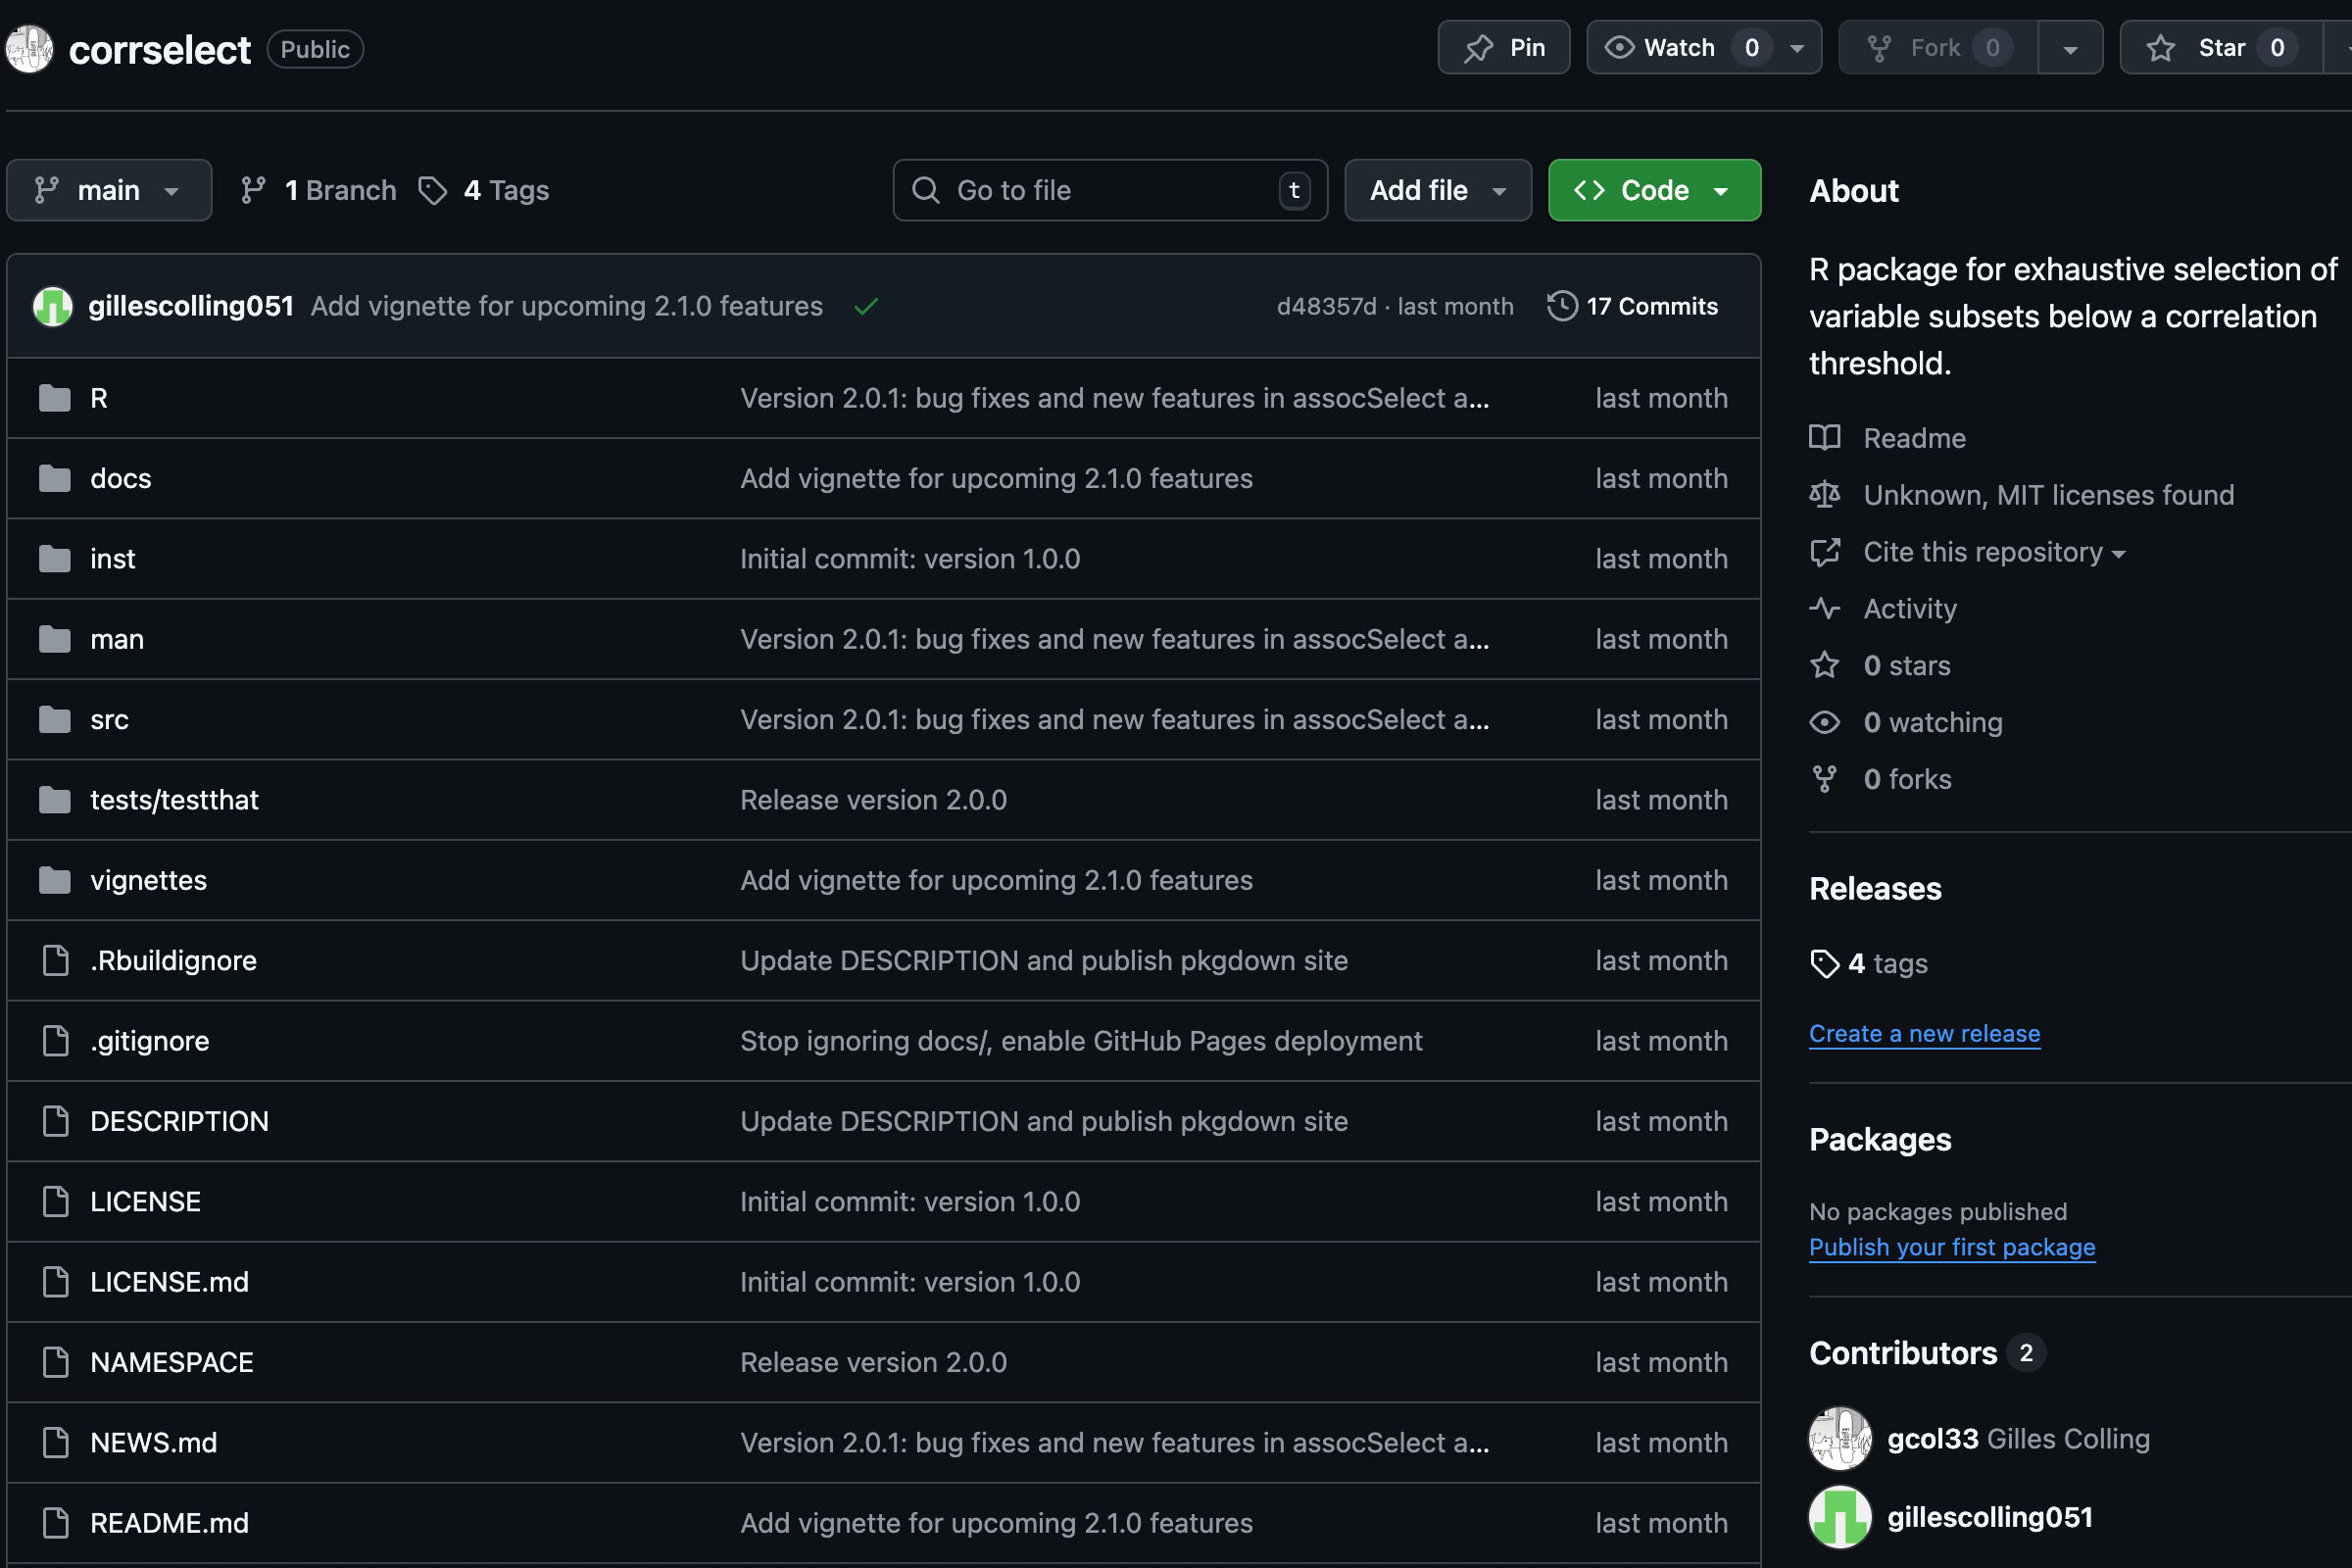 corrselect Public Pin Watch 0 Fork 0 Star 0
main 1 Branch 4 Tags Go to file t Add file Code
gillescolling051 Add vignette for upcoming 2.1.0 features d48357d · last month 17 Commits
R Version 2.0.1: bug fixes and new features in assocSelect a... last month
docs Add vignette for upcoming 2.1.0 features last month
inst Initial commit: version 1.0.0 last month
man Version 2.0.1: bug fixes and new features in assocSelect a... last month
src Version 2.0.1: bug fixes and new features in assocSelect a... last month
tests/testthat Release version 2.0.0 last month
vignettes Add vignette for upcoming 2.1.0 features last month
.Rbuildignore Update DESCRIPTION and publish pkgdown site last month
.gitignore Stop ignoring docs/, enable GitHub Pages deployment last month
DESCRIPTION Update DESCRIPTION and publish pkgdown site last month
LICENSE Initial commit: version 1.0.0 last month
LICENSE.md Initial commit: version 1.0.0 last month
NAMESPACE Release version 2.0.0 last month
NEWS.md Version 2.0.1: bug fixes and new features in assocSelect a... last month
README.md Add vignette for upcoming 2.1.0 features last month
About
R package for exhaustive selection of
variable subsets below a correlation
threshold.
Readme
Unknown, MIT licenses found
Cite this repository
Activity
0 stars
0 watching
0 forks
Releases
4 tags
Create a new release
Packages
No packages published
Publish your first package
Contributors 2
gcol33 Gilles Colling
gillescolling051